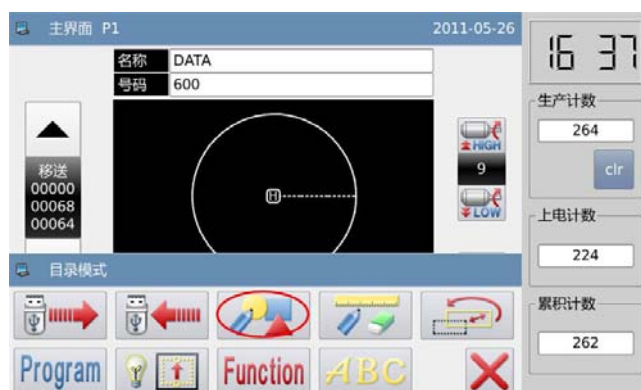 主界面 P1 2011-05-26
16 37
名称 DATA
号码 600
生产计数
264
clr
移送
00000
00068
00064
HIGH
9
LOW
H
上电计数
224
目录模式
累积计数
262
Program
Function
ABC